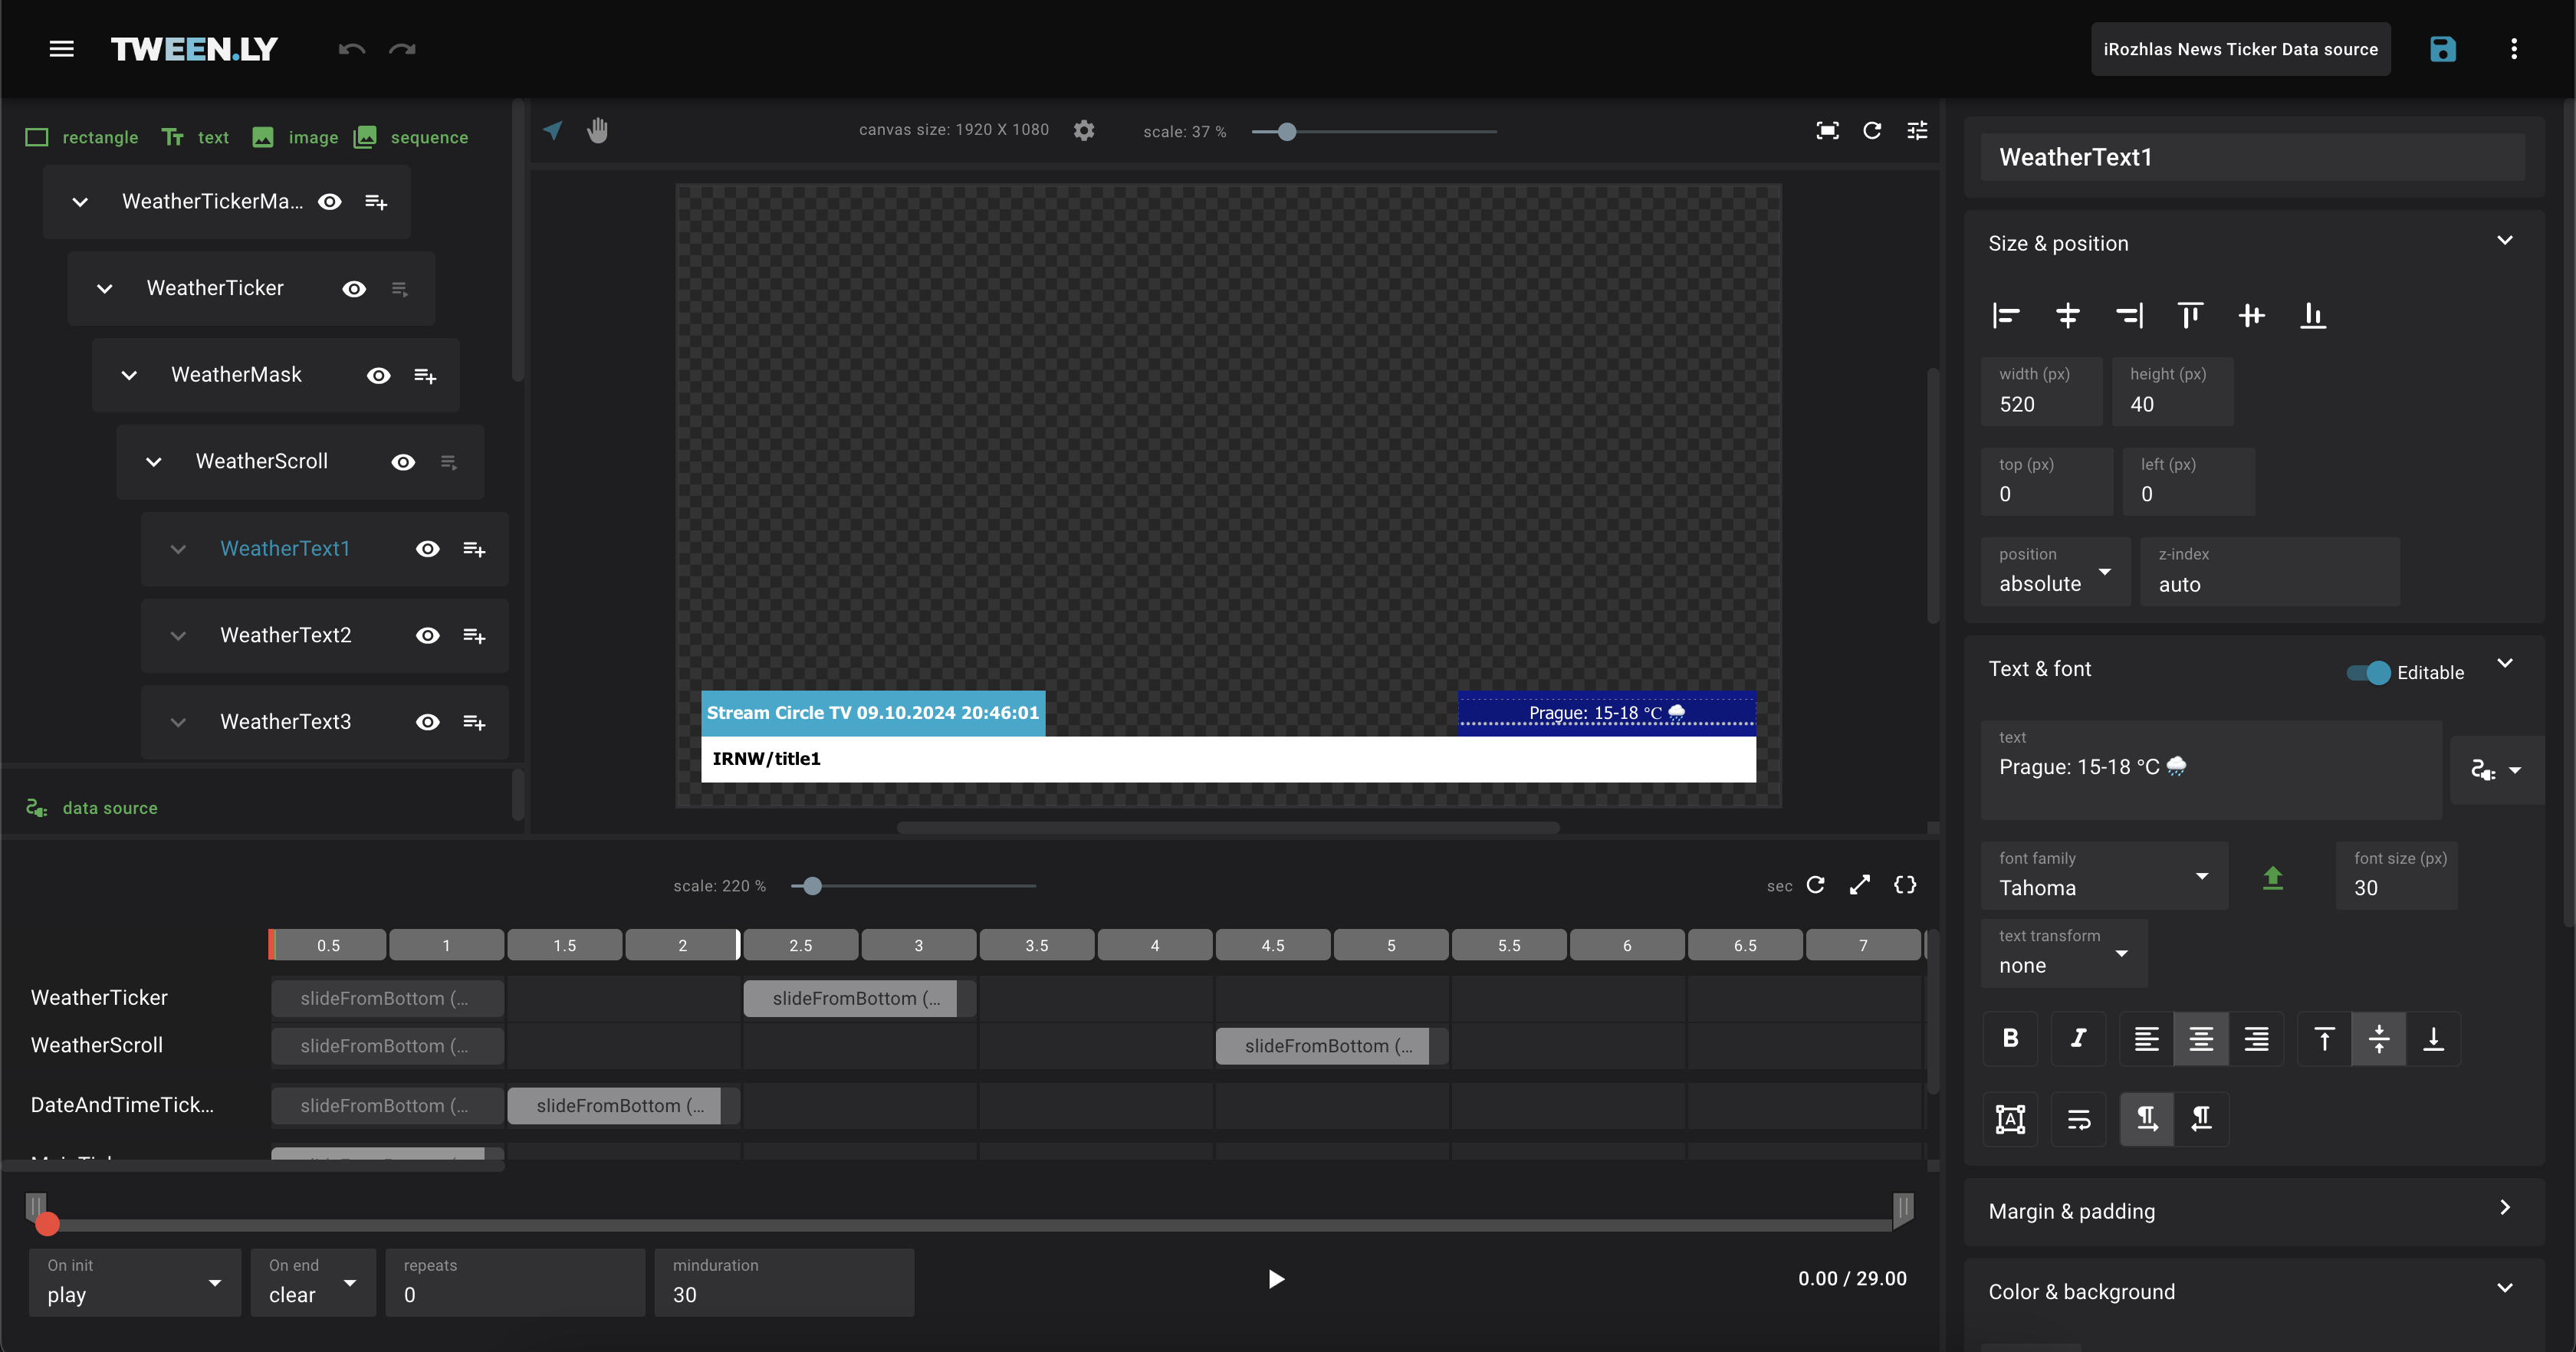 TWEEN.LY
iRozhlas News Ticker Data source
rectangle text image sequence
WeatherTickerMa...
WeatherTicker
WeatherMask
WeatherScroll
WeatherText1
WeatherText2
WeatherText3
data source
canvas size: 1920 X 1080
scale: 37 %
Stream Circle TV 09.10.2024 20:46:01
Prague: 15-18 °C 🌧️
IRNW/title1
WeatherText1
Size & position
width (px)
520
height (px)
40
top (px)
0
left (px)
0
position
absolute
z-index
auto
Text & font
Editable
text
Prague: 15-18 °C 🌧️
font family
Tahoma
font size (px)
30
text transform
none
Margin & padding
Color & background
scale: 220 %
sec
0.5 1 1.5 2 2.5 3 3.5 4 4.5 5 5.5 6 6.5 7
WeatherTicker
slideFromBottom (...
slideFromBottom (...
WeatherScroll
slideFromBottom (...
slideFromBottom (...
DateAndTimeTick...
slideFromBottom (...
slideFromBottom (...
On init
play
On end
clear
repeats
0
minduration
30
0.00 / 29.00